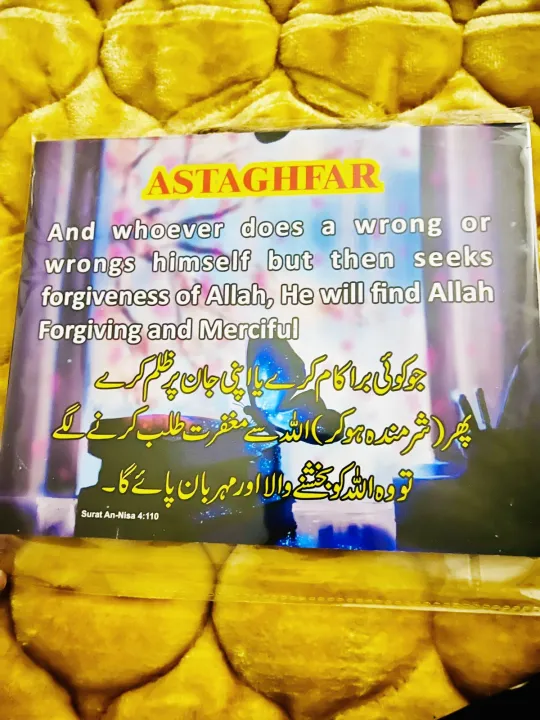 ASTAGHFAR
And whoever does a wrong or
wrongs himself but then seeks
forgiveness of Allah, He will find Allah
Forgiving and Merciful
جو کوئی برا کام کرے یا اپنی جان پر ظلم کرے
پھر (شرمندہ ہو کر) اللہ سے مغفرت طلب کرنے لگے
تو وہ اللہ کو بخشنے والا اور مہربان پائے گا۔
Surat An-Nisa 4:110